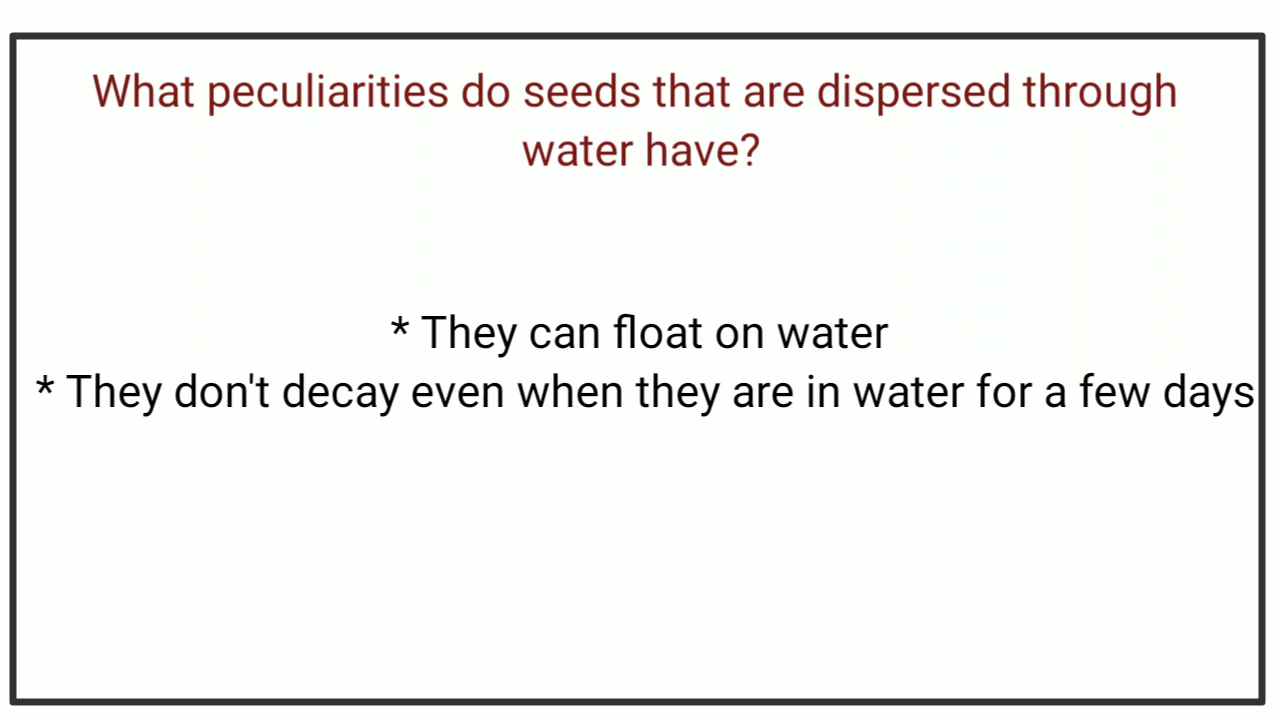 What peculiarities do seeds that are dispersed through
water have?
* They can float on water
* They don't decay even when they are in water for a few days